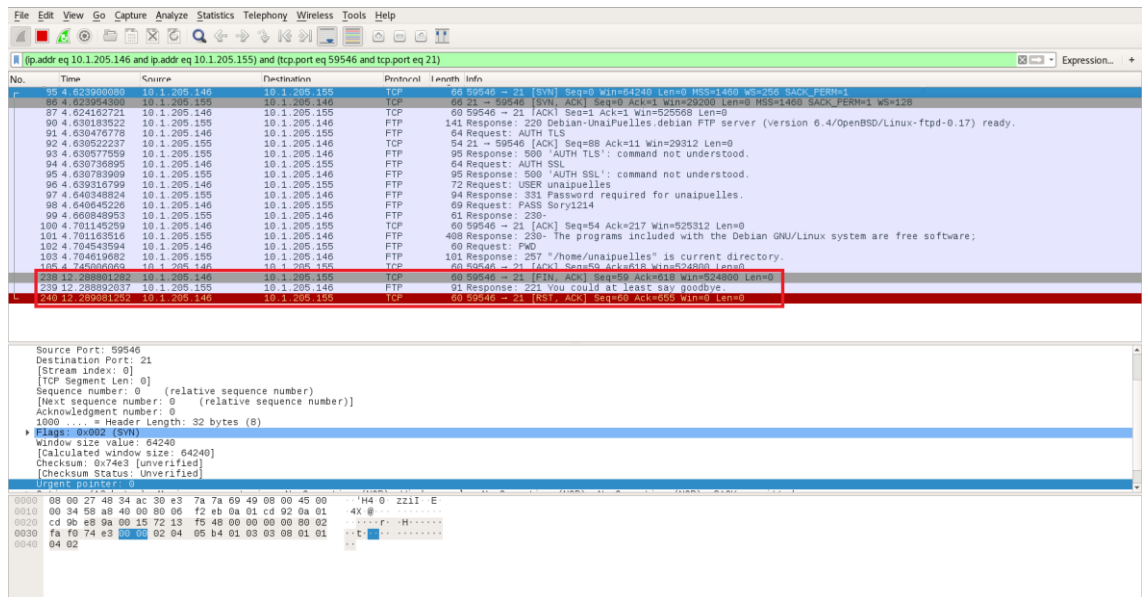 File Edit View Go Capture Analyze Statistics Telephony Wireless Tools Help
(ip.addr eq 10.1.205.146 and ip.addr eq 10.1.205.155) and (tcp.port eq 59546 and tcp.port eq 21) Expression... +
No. Time Source Destination Protocol Length Info
85 4.623900080 10.1.205.146 10.1.205.155 TCP 66 59546 → 21 [SYN] Seq=0 Win=64240 Len=0 MSS=1460 WS=256 SACK_PERM=1
86 4.623954300 10.1.205.155 10.1.205.146 TCP 66 21 → 59546 [SYN, ACK] Seq=0 Ack=1 Win=29200 Len=0 MSS=1460 SACK_PERM=1 WS=128
87 4.624162721 10.1.205.146 10.1.205.155 TCP 60 59546 → 21 [ACK] Seq=1 Ack=1 Win=525568 Len=0
90 4.630183522 10.1.205.155 10.1.205.146 FTP 141 Response: 220 Debian-UnaiPuelles.debian FTP server (Version 6.4/OpenBSD/Linux-ftpd-0.17) ready.
91 4.630476778 10.1.205.146 10.1.205.155 FTP 64 Request: AUTH TLS
92 4.630522237 10.1.205.155 10.1.205.146 TCP 54 21 → 59546 [ACK] Seq=88 Ack=11 Win=29312 Len=0
93 4.630577559 10.1.205.155 10.1.205.146 FTP 95 Response: 500 'AUTH TLS': command not understood.
94 4.630736895 10.1.205.146 10.1.205.155 FTP 64 Request: AUTH SSL
95 4.630783909 10.1.205.155 10.1.205.146 FTP 95 Response: 500 'AUTH SSL': command not understood.
96 4.639316799 10.1.205.146 10.1.205.155 FTP 72 Request: USER unaipuelles
97 4.640348824 10.1.205.155 10.1.205.146 FTP 94 Response: 331 Password required for unaipuelles.
98 4.640645226 10.1.205.146 10.1.205.155 FTP 69 Request: PASS Sory1214
99 4.660848953 10.1.205.155 10.1.205.146 FTP 61 Response: 230-
100 4.701145259 10.1.205.146 10.1.205.155 TCP 60 59546 → 21 [ACK] Seq=54 Ack=217 Win=525312 Len=0
101 4.701163516 10.1.205.155 10.1.205.146 FTP 408 Response: 230- The programs included with the Debian GNU/Linux system are free software;
102 4.704543594 10.1.205.146 10.1.205.155 FTP 60 Request: PWD
103 4.704619682 10.1.205.155 10.1.205.146 FTP 101 Response: 257 "/home/unaipuelles" is current directory.
105 4.745006069 10.1.205.146 10.1.205.155 TCP 60 59546 → 21 [ACK] Seq=59 Ack=618 Win=524800 Len=0
238 12.288801282 10.1.205.146 10.1.205.155 TCP 60 59546 → 21 [FIN, ACK] Seq=59 Ack=618 Win=524800 Len=0
239 12.288892037 10.1.205.155 10.1.205.146 FTP 91 Response: 221 You could at least say goodbye.
240 12.289081252 10.1.205.146 10.1.205.155 TCP 60 59546 → 21 [RST, ACK] Seq=60 Ack=655 Win=0 Len=0
Source Port: 59546
Destination Port: 21
[Stream index: 0]
[TCP Segment Len: 0]
Sequence number: 0 (relative sequence number)
[Next sequence number: 0 (relative sequence number)]
Acknowledgment number: 0
1000 .... = Header Length: 32 bytes (8)
Flags: 0x002 (SYN)
Window size value: 64240
[Calculated window size: 64240]
Checksum: 0x74e3 [unverified]
[Checksum Status: Unverified]
Urgent pointer: 0
0000 08 00 27 48 34 ac 30 e3 7a 7a 69 49 08 00 45 00 ··'H4·0· zziI··E·
0010 00 34 58 a8 40 00 80 06 f2 eb 0a 01 cd 92 0a 01 ·4X·@··· ········
0020 cd 9b e8 9a 00 15 72 13 f5 48 00 00 00 00 80 02 ······r· ·H······
0030 fa f0 74 e3 00 00 02 04 05 b4 01 03 03 08 01 01 ··t····· ········
0040 04 02 ··